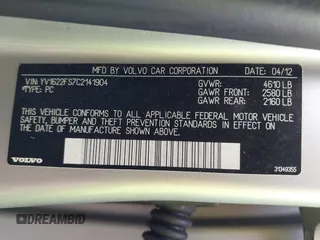 MFD. BY VOLVO CAR CORPORATION DATE: 04/12
VIN: YV1622FS7C2141904 GVWR: 4610 LB
TYPE: PC GAWR FRONT: 2580 LB
GAWR REAR: 2160 LB
THIS VEHICLE CONFORMS TO ALL APPLICABLE FEDERAL MOTOR VEHICLE
SAFETY, BUMPER AND THEFT PREVENTION STANDARDS IN EFFECT ON
THE DATE OF MANUFACTURE SHOWN ABOVE.
VOLVO 31349355
DREAMBID